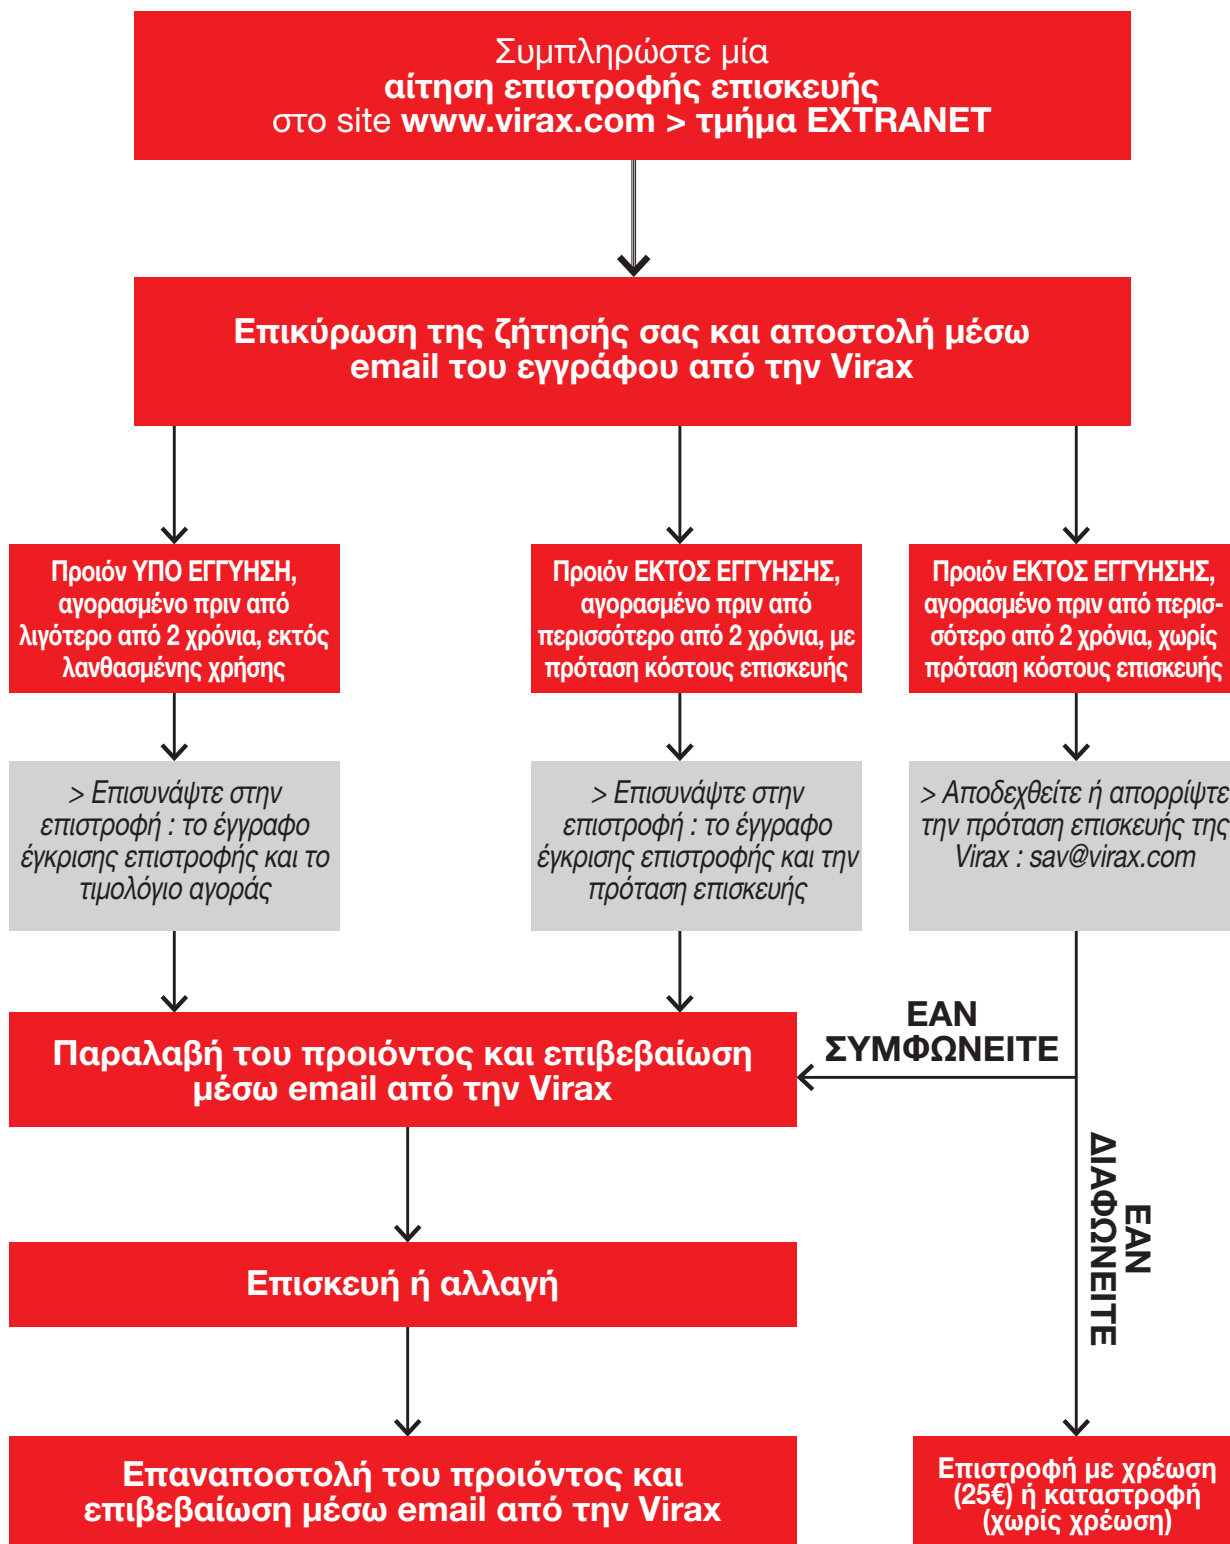 Συμπληρώστε μία
αίτηση επιστροφής επισκευής
στο site www.virax.com > τμήμα EXTRANET
Επικύρωση της ζήτησής σας και αποστολή μέσω
email του εγγράφου από την Virax
Προιόν ΥΠΟ ΕΓΓΥΗΣΗ,
αγορασμένο πριν από
λιγότερο από 2 χρόνια, εκτός
λανθασμένης χρήσης
Προιόν ΕΚΤΟΣ ΕΓΓΥΗΣΗΣ,
αγορασμένο πριν από
περισσότερο από 2 χρόνια, με
πρόταση κόστους επισκευής
Προιόν ΕΚΤΟΣ ΕΓΓΥΗΣΗΣ,
αγορασμένο πριν από περισ-
σότερο από 2 χρόνια, χωρίς
πρόταση κόστους επισκευής
> Επισυνάψτε στην
επιστροφή : το έγγραφο
έγκρισης επιστροφής και το
τιμολόγιο αγοράς
> Επισυνάψτε στην
επιστροφή : το έγγραφο
έγκρισης επιστροφής και την
πρόταση επισκευής
> Αποδεχθείτε ή απορρίψτε
την πρόταση επισκευής της
Virax : sav@virax.com
ΕΑΝ
ΣΥΜΦΩΝΕΙΤΕ
Παραλαβή του προιόντος και επιβεβαίωση
μέσω email από την Virax
ΕΑΝ
ΔΙΑΦΩΝΕΙΤΕ
Επισκευή ή αλλαγή
Επαναποστολή του προιόντος και
επιβεβαίωση μέσω email από την Virax
Επιστροφή με χρέωση
(25€) ή καταστροφή
(χωρίς χρέωση)